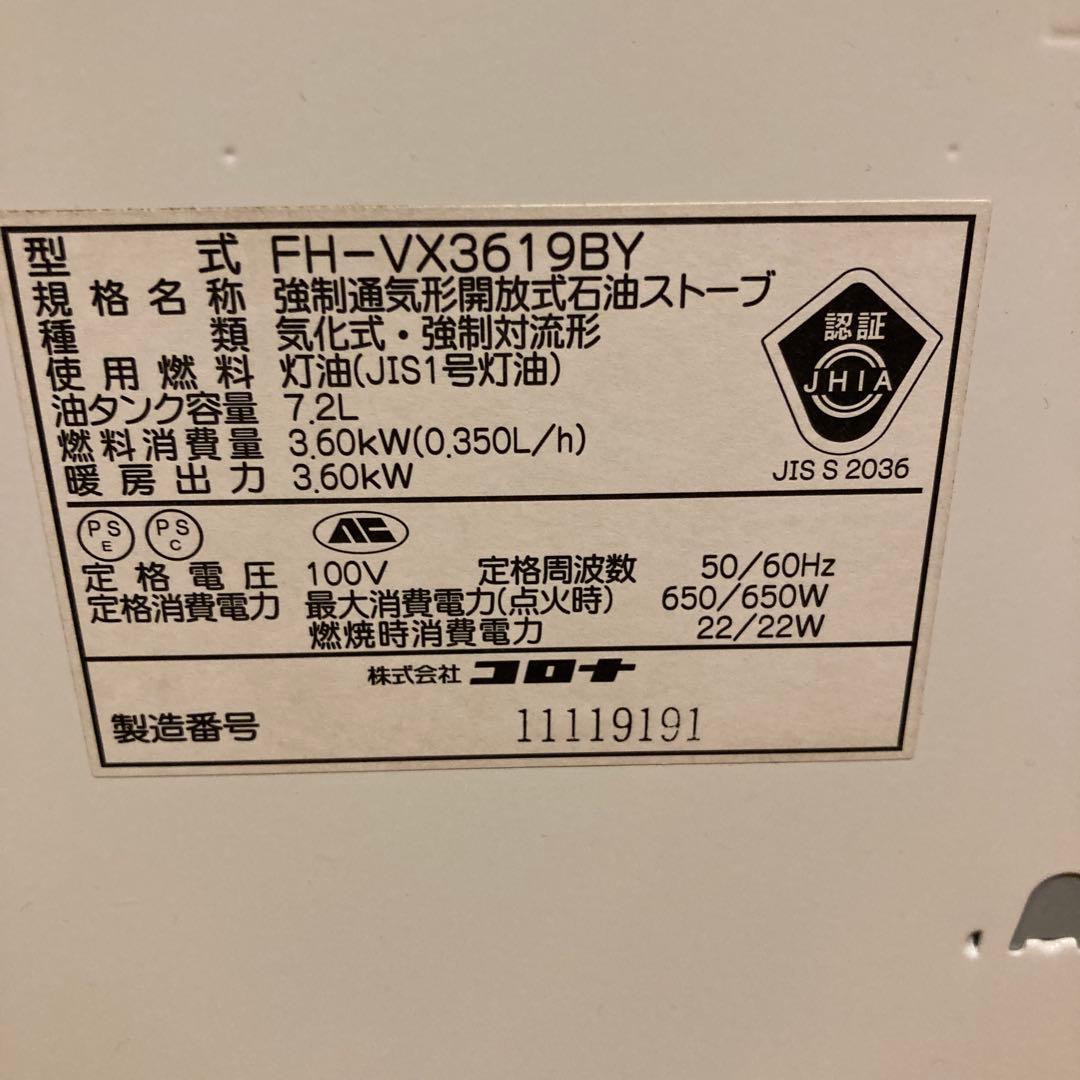 型式 FH-VX3619BY
規格名称 強制通気形開放式石油ストーブ
種類 気化式・強制対流形
使用燃料 灯油(JIS1号灯油)
油タンク容量 7.2L
燃料消費量 3.60kW(0.350L/h)
暖房出力 3.60kW
認証
JHIA
JIS S 2036
PS E PS C
定格電圧 100V 定格周波数 50/60Hz
定格消費電力 最大消費電力(点火時) 650/650W
燃焼時消費電力 22/22W
株式会社 コロナ
製造番号 11119191